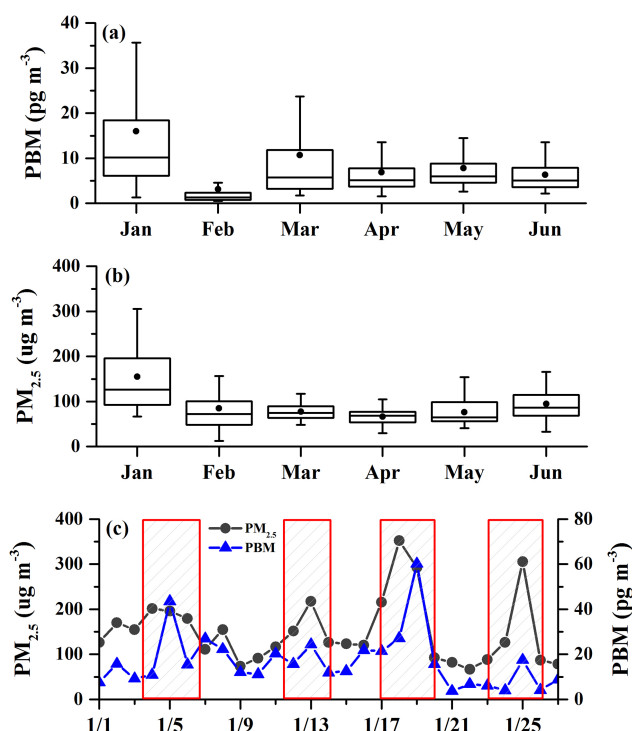 (a)
PBM (pg m⁻³)
40
30
20
10
0
Jan Feb Mar Apr May Jun
(b)
PM₂.₅ (ug m⁻³)
400
300
200
100
0
Jan Feb Mar Apr May Jun
(c)
PM₂.₅
PBM
PM₂.₅ (ug m⁻³)
400
300
200
100
0
80
60
40
20
0
PBM (pg m⁻³)
1/1 1/5 1/9 1/13 1/17 1/21 1/25